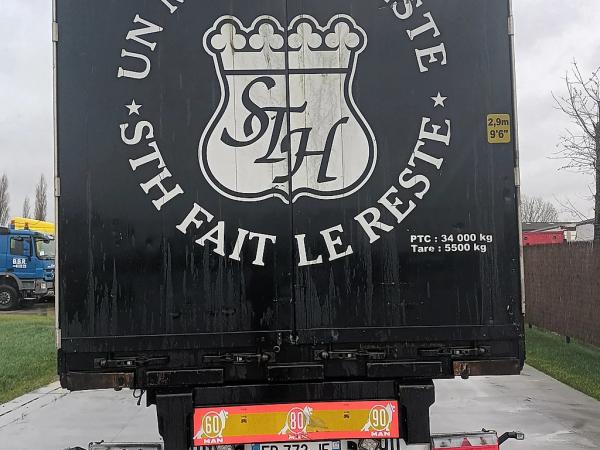 UN
STE
STH FAIT LE RESTE
STH
2,9m
9'6"
PTC : 34 000 kg
Tare : 5500 kg
B.S.R
60 80 90
MAN MAN